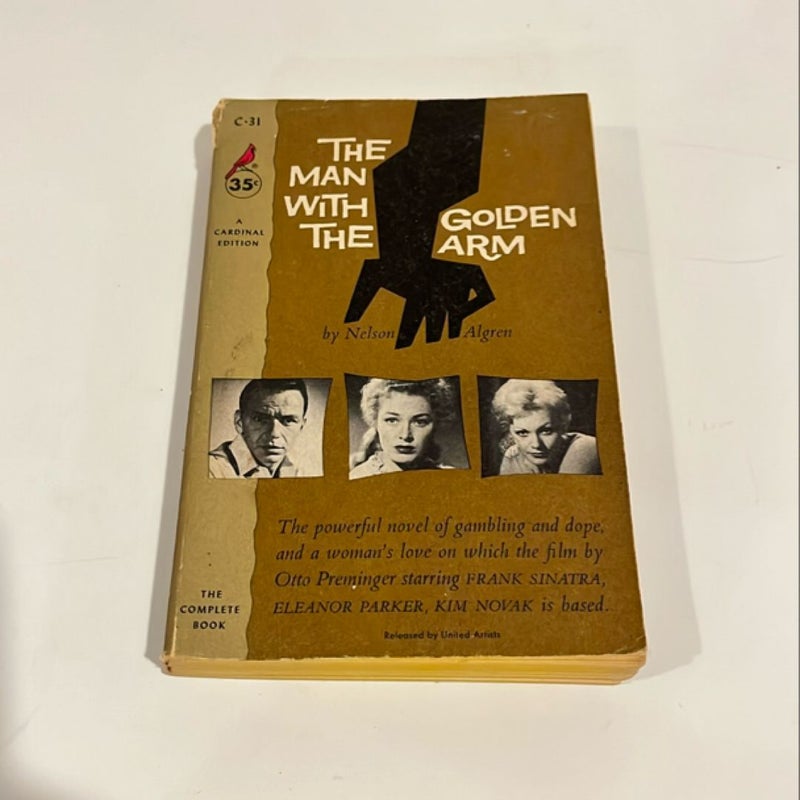 C·31
35¢
A
CARDINAL
EDITION
THE
MAN
WITH
THE
GOLDEN
ARM
by Nelson Algren
The powerful novel of gambling and dope,
and a woman's love on which the film by
Otto Preminger starring FRANK SINATRA,
ELEANOR PARKER, KIM NOVAK is based.
Released by United Artists
THE
COMPLETE
BOOK